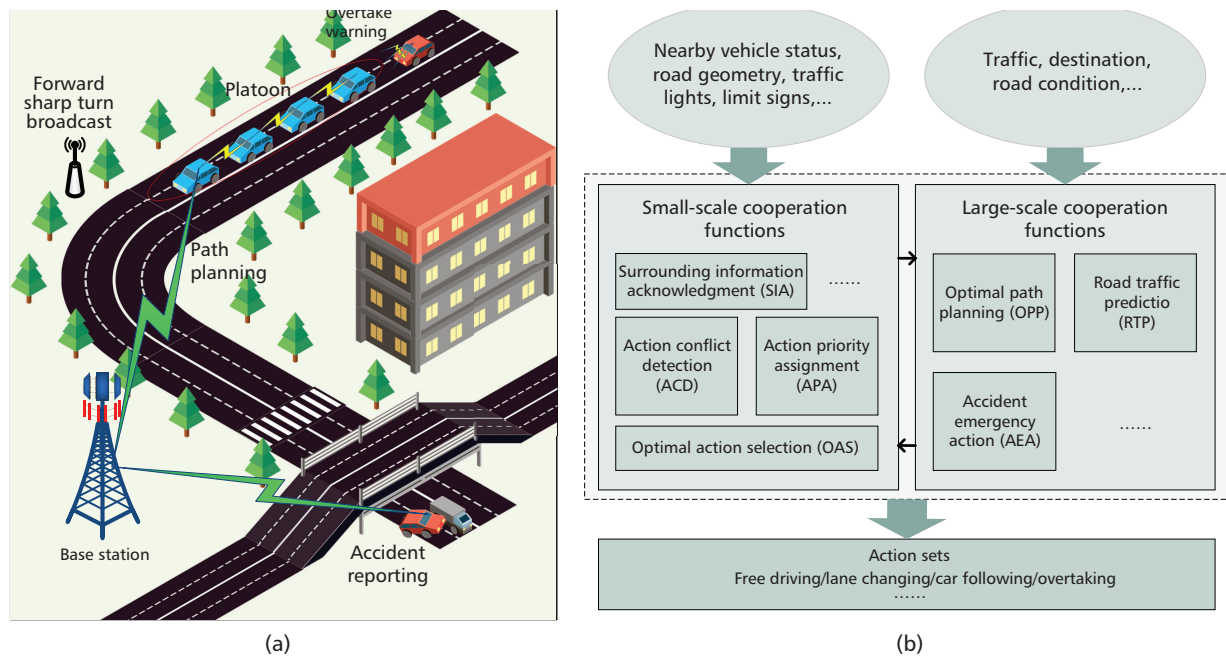 Overtake
warning
Platoon
Forward
sharp turn
broadcast
Path
planning
Base station
Accident
reporting
(a)
Nearby vehicle status,
road geometry, traffic
lights, limit signs,...
Traffic, destination,
road condition,...
Small-scale cooperation
functions
Surrounding information
acknowledgment (SIA)
......
Action conflict
detection
(ACD)
Action priority
assignment
(APA)
Optimal action selection (OAS)
Large-scale cooperation
functions
Optimal path
planning (OPP)
Road traffic
predictio
(RTP)
Accident
emergency
action (AEA)
......
Action sets
Free driving/lane changing/car following/overtaking
......
(b)